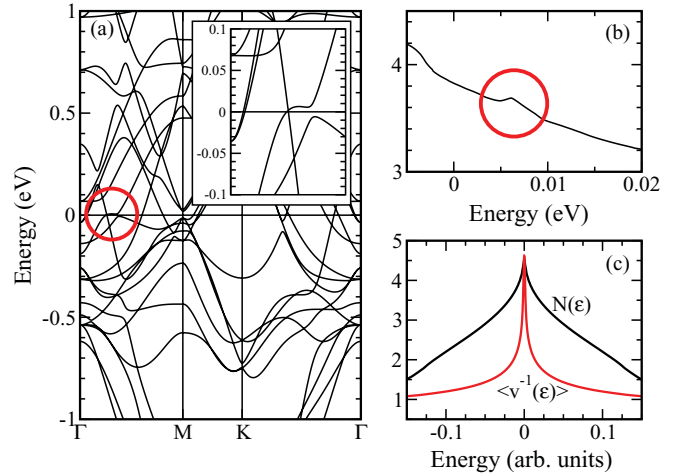 (a)
1
0.5
0
-0.5
-1
Energy (eV)
Γ
M
K
Γ
0.1
0.05
0
-0.05
-0.1
(b)
4
3
0
0.01
0.02
Energy (eV)
(c)
5
4
3
2
1
N(ε)
<v⁻¹(ε)>
-0.1
0
0.1
Energy (arb. units)